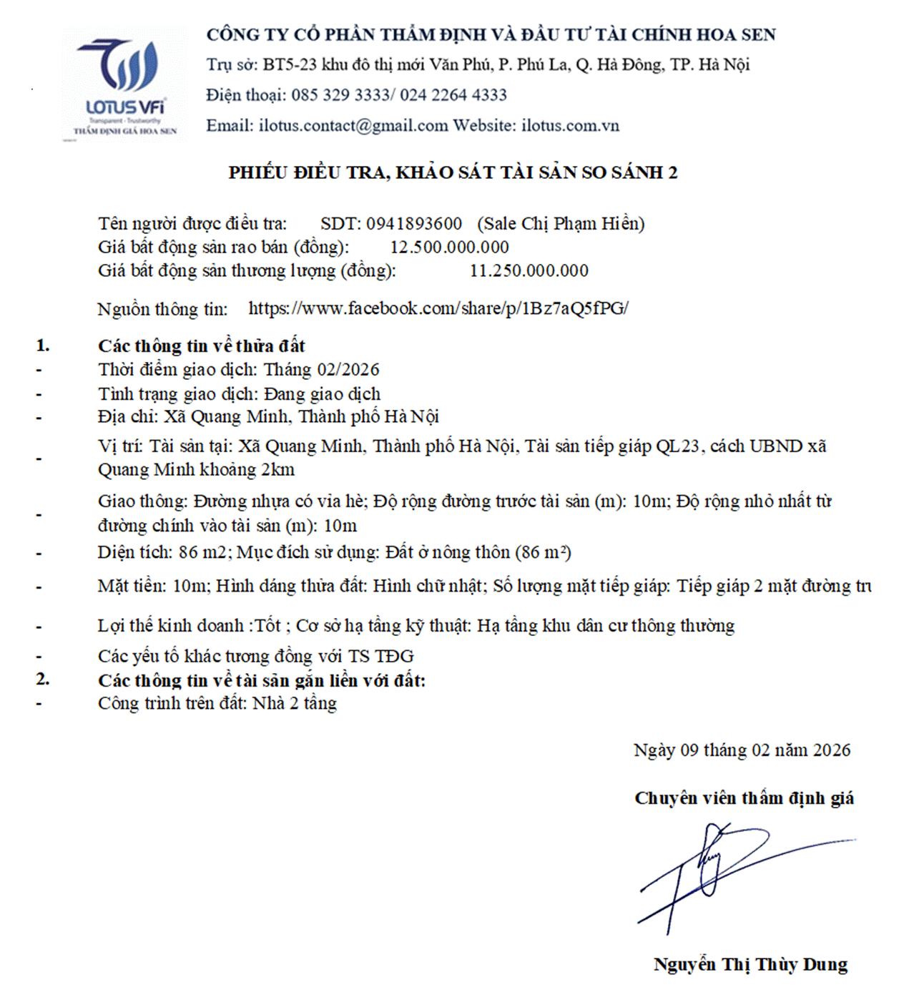 CÔNG TY CỔ PHẦN THẨM ĐỊNH VÀ ĐẦU TƯ TÀI CHÍNH HOA SEN
Trụ sở: BT5-23 khu đô thị mới Văn Phú, P. Phú La, Q. Hà Đông, TP. Hà Nội
Điện thoại: 085 329 3333/ 024 2264 4333
Email: ilotus.contact@gmail.com Website: ilotus.com.vn
LOTUS VFi
Transparent - Trustworthy
THẨM ĐỊNH GIÁ HOA SEN
PHIẾU ĐIỀU TRA, KHẢO SÁT TÀI SẢN SO SÁNH 2
Tên người được điều tra: SDT: 0941893600 (Sale Chị Phạm Hiền)
Giá bất động sản rao bán (đồng): 12.500.000.000
Giá bất động sản thương lượng (đồng): 11.250.000.000
Nguồn thông tin: https://www.facebook.com/share/p/1Bz7aQ5fPG/
1. Các thông tin về thửa đất
- Thời điểm giao dịch: Tháng 02/2026
- Tình trạng giao dịch: Đang giao dịch
- Địa chỉ: Xã Quang Minh, Thành phố Hà Nội
- Vị trí: Tài sản tại: Xã Quang Minh, Thành phố Hà Nội, Tài sản tiếp giáp QL23, cách UBND xã
Quang Minh khoảng 2km
- Giao thông: Đường nhựa có vỉa hè; Độ rộng đường trước tài sản (m): 10m; Độ rộng nhỏ nhất từ
đường chính vào tài sản (m): 10m
- Diện tích: 86 m2; Mục đích sử dụng: Đất ở nông thôn (86 m²)
- Mặt tiền: 10m; Hình dáng thửa đất: Hình chữ nhật; Số lượng mặt tiếp giáp: Tiếp giáp 2 mặt đường
- Lợi thế kinh doanh :Tốt ; Cơ sở hạ tầng kỹ thuật: Hạ tầng khu dân cư thông thường
- Các yếu tố khác tương đồng với TS TĐG
2. Các thông tin về tài sản gắn liền với đất:
- Công trình trên đất: Nhà 2 tầng
Ngày 09 tháng 02 năm 2026
Chuyên viên thẩm định giá
Nguyễn Thị Thùy Dung